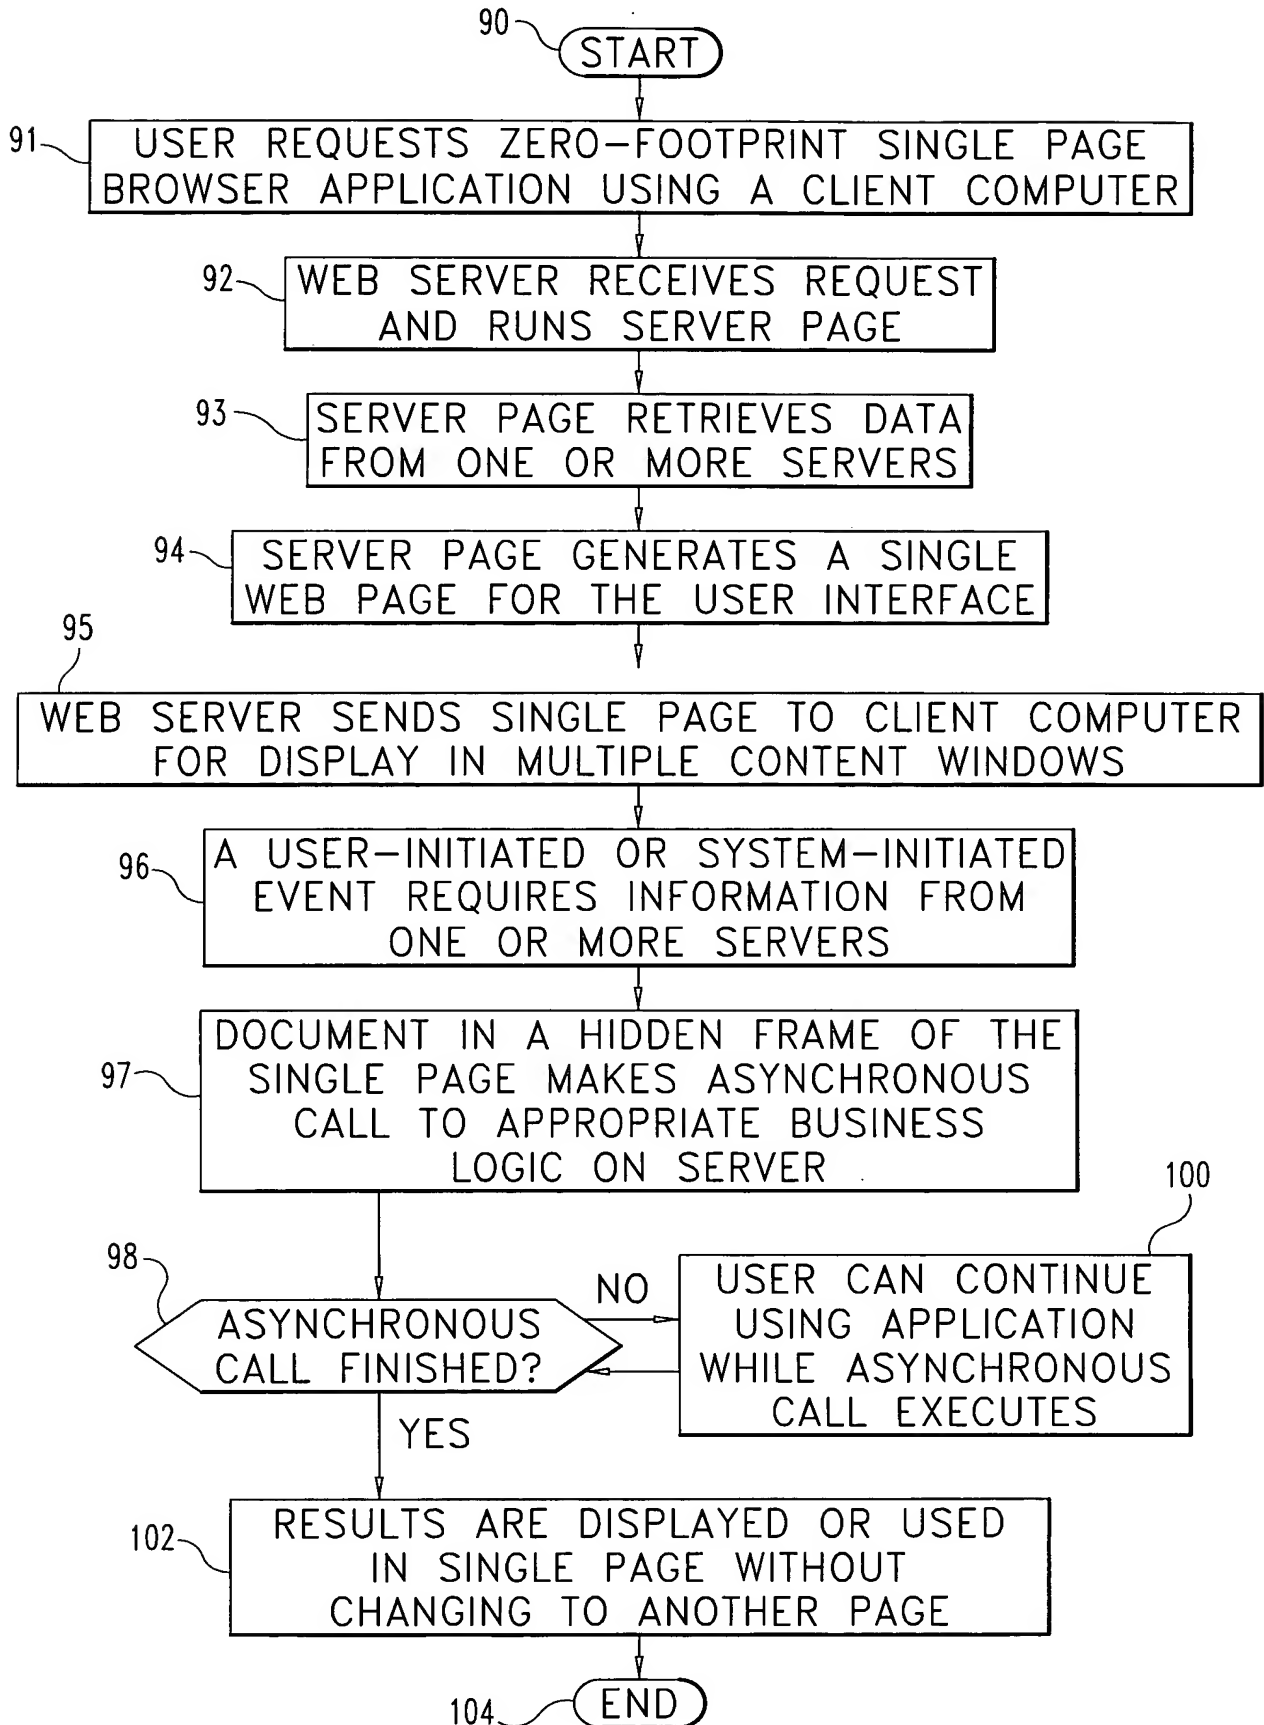 90
START
91
USER REQUESTS ZERO-FOOTPRINT SINGLE PAGE
BROWSER APPLICATION USING A CLIENT COMPUTER
92
WEB SERVER RECEIVES REQUEST
AND RUNS SERVER PAGE
93
SERVER PAGE RETRIEVES DATA
FROM ONE OR MORE SERVERS
94
SERVER PAGE GENERATES A SINGLE
WEB PAGE FOR THE USER INTERFACE
95
WEB SERVER SENDS SINGLE PAGE TO CLIENT COMPUTER
FOR DISPLAY IN MULTIPLE CONTENT WINDOWS
96
A USER-INITIATED OR SYSTEM-INITIATED
EVENT REQUIRES INFORMATION FROM
ONE OR MORE SERVERS
97
DOCUMENT IN A HIDDEN FRAME OF THE
SINGLE PAGE MAKES ASYNCHRONOUS
CALL TO APPROPRIATE BUSINESS
LOGIC ON SERVER
98
ASYNCHRONOUS
CALL FINISHED?
NO
100
USER CAN CONTINUE
USING APPLICATION
WHILE ASYNCHRONOUS
CALL EXECUTES
YES
102
RESULTS ARE DISPLAYED OR USED
IN SINGLE PAGE WITHOUT
CHANGING TO ANOTHER PAGE
104
END